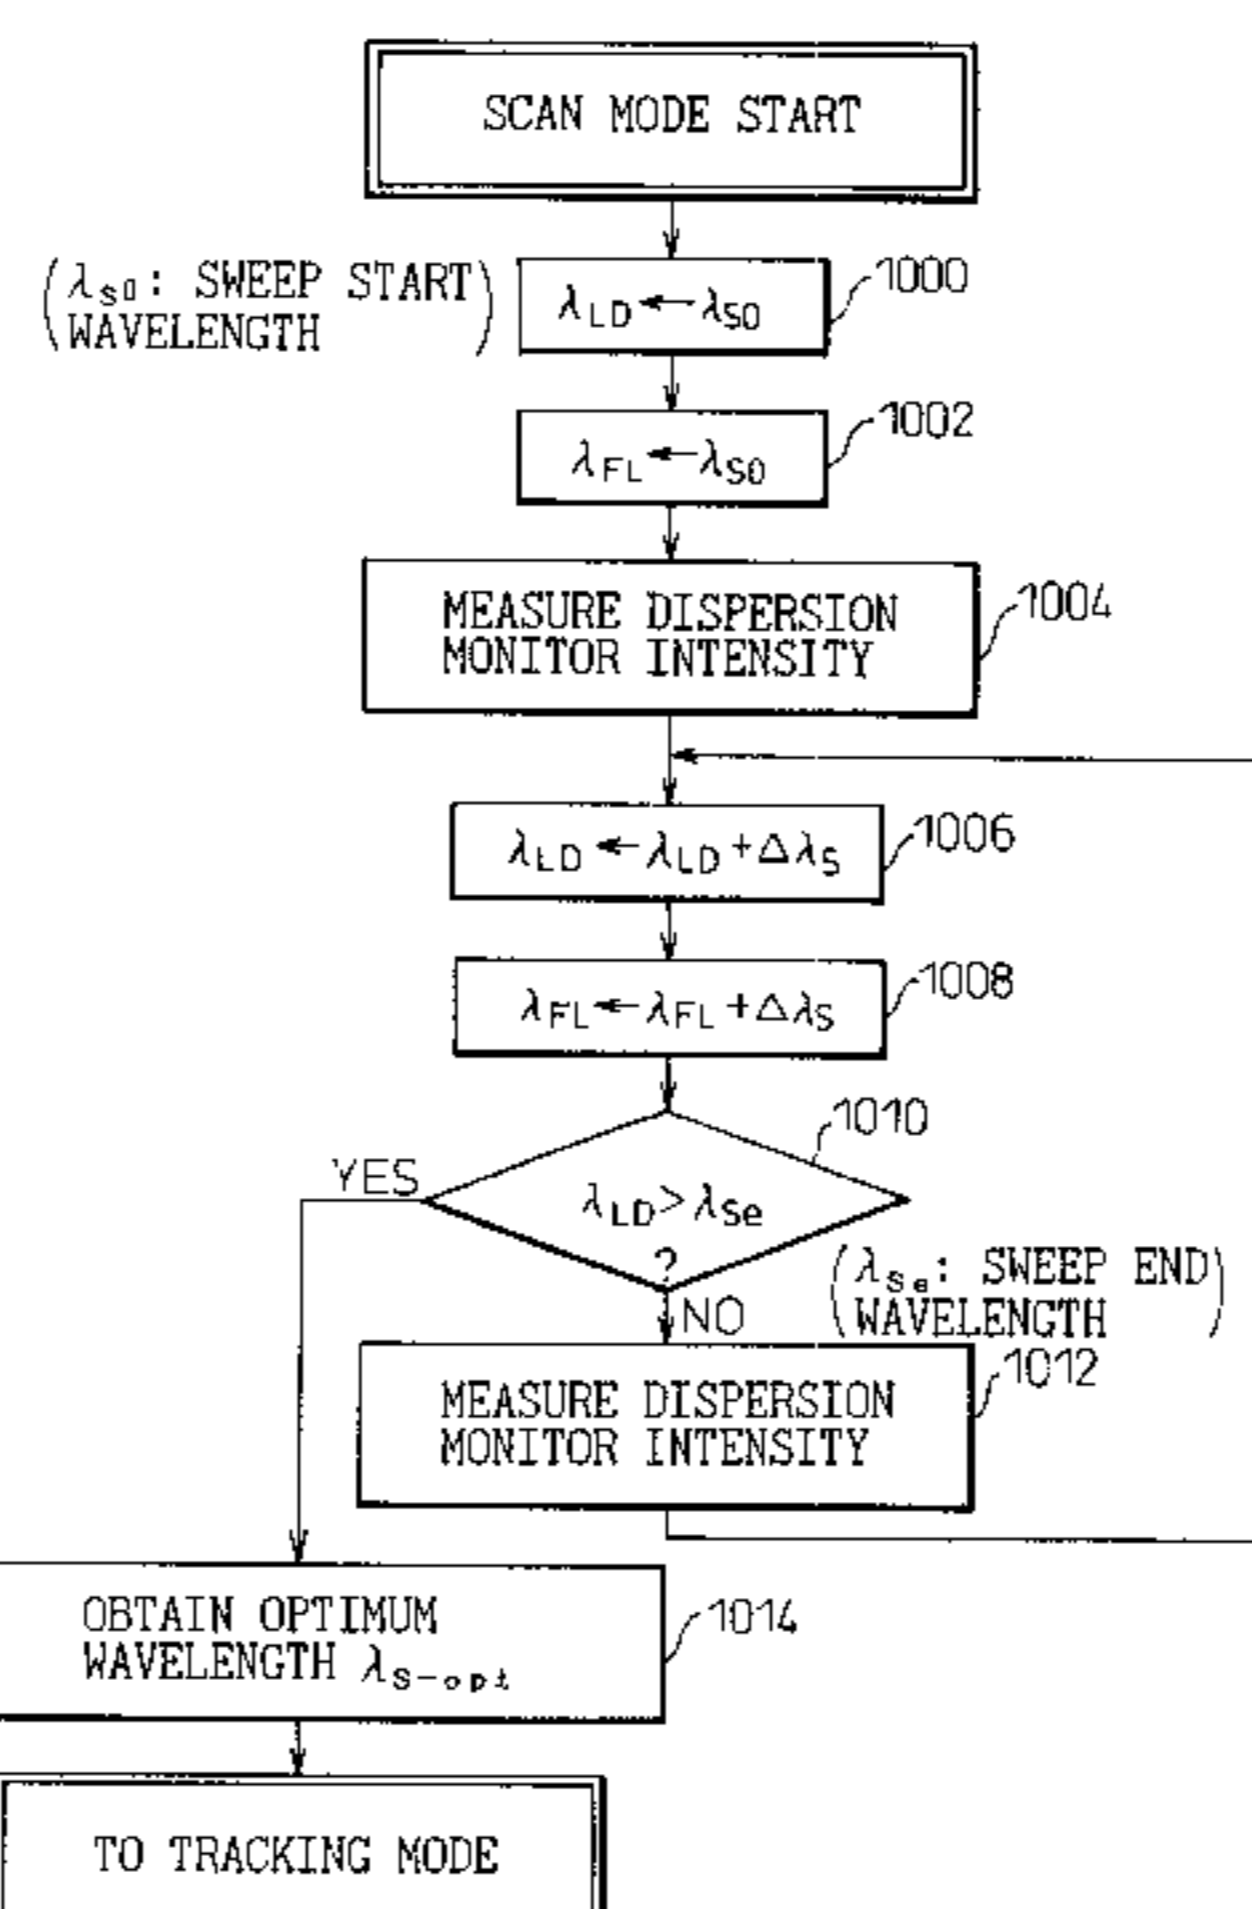 SCAN MODE START
(λS0: SWEEP START
WAVELENGTH)
λLD ← λS0
1000
λFL ← λS0
1002
MEASURE DISPERSION
MONITOR INTENSITY
1004
λLD ← λLD + ΔλS
1006
λFL ← λFL + ΔλS
1008
1010
YES
λLD > λSe
?
NO
(λSe: SWEEP END
WAVELENGTH)
MEASURE DISPERSION
MONITOR INTENSITY
1012
OBTAIN OPTIMUM
WAVELENGTH λS-opt
1014
TO TRACKING MODE